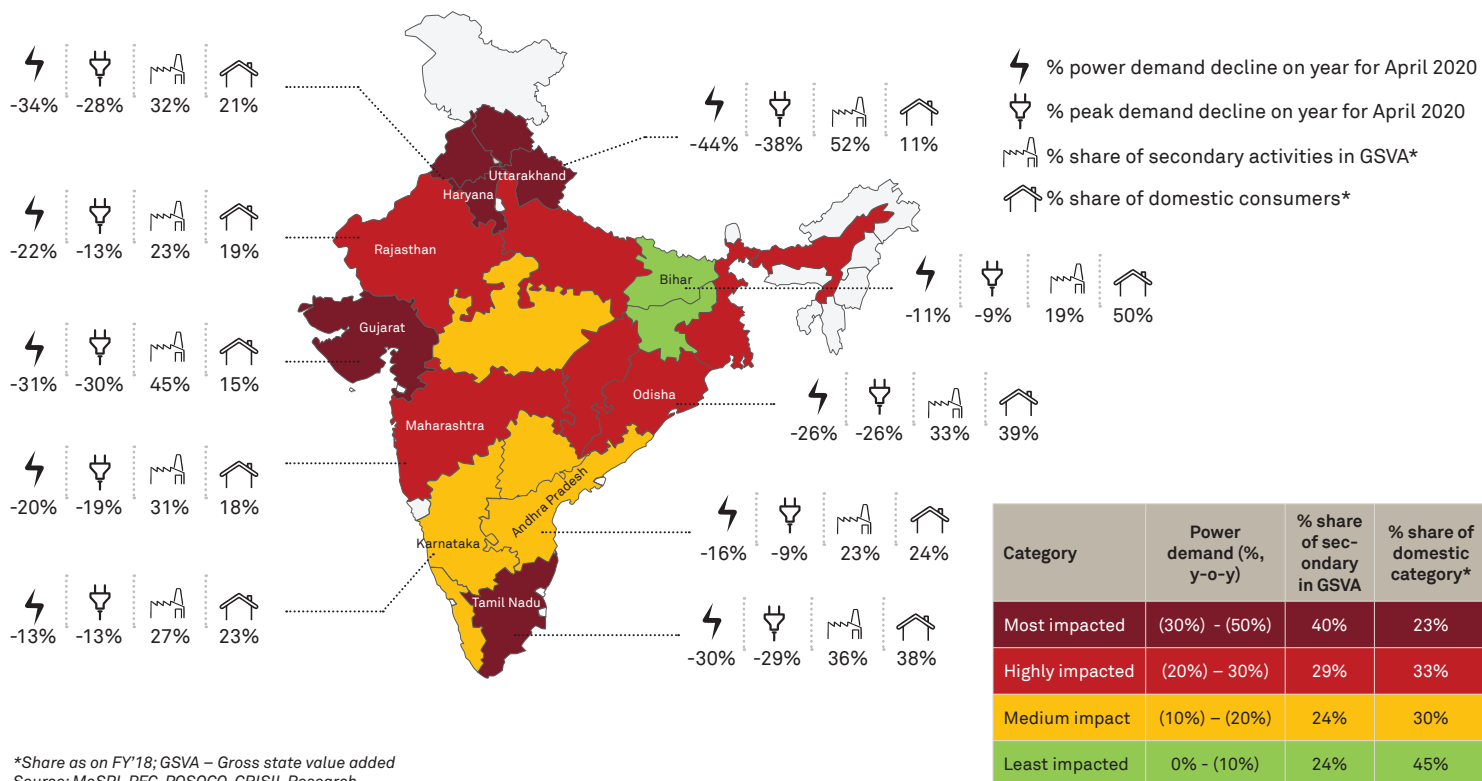 -34% -28% 32% 21%
-22% -13% 23% 19%
-31% -30% 45% 15%
-20% -19% 31% 18%
-13% -13% 27% 23%
Uttarakhand
Haryana
Rajasthan
Bihar
Gujarat
Odisha
Maharashtra
Andhra Pradesh
Karnataka
Tamil Nadu
-44% -38% 52% 11%
-11% -9% 19% 50%
-26% -26% 33% 39%
-16% -9% 23% 24%
-30% -29% 36% 38%
% power demand decline on year for April 2020
% peak demand decline on year for April 2020
% share of secondary activities in GSVA*
% share of domestic consumers*
Category
Power
demand (%,
y-o-y)
% share
of sec-
ondary
in GSVA
% share of
domestic
category*
Most impacted (30%) - (50%) 40% 23%
Highly impacted (20%) – 30%) 29% 33%
Medium impact (10%) – (20%) 24% 30%
Least impacted 0% - (10%) 24% 45%
*Share as on FY'18; GSVA – Gross state value added